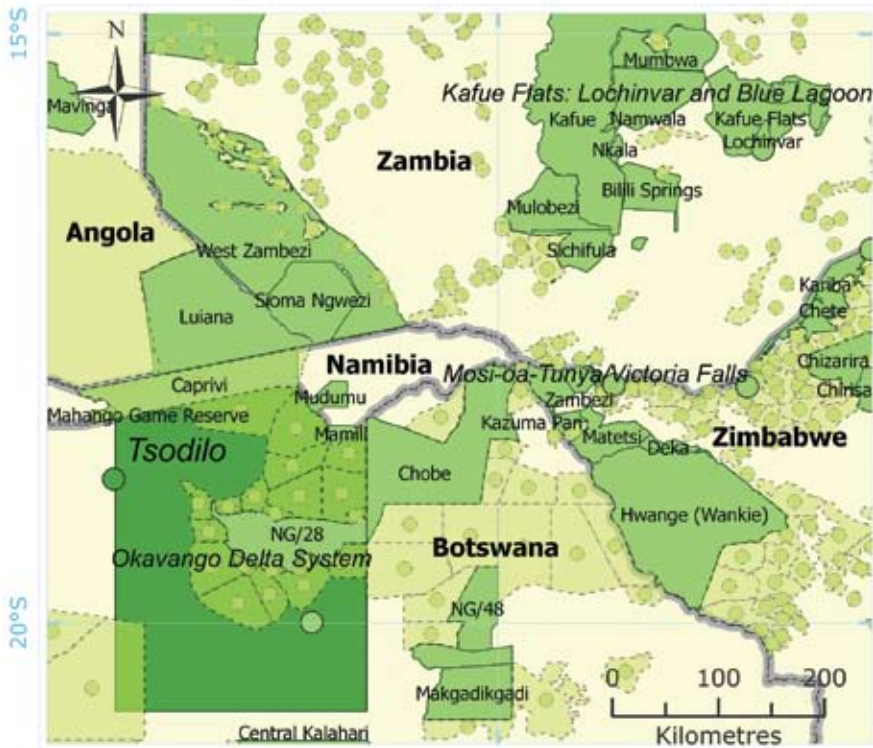 15°S
N
Mavinga
Mumbwa
Kafue Flats: Lochinvar and Blue Lagoon
Kafue
Namwala
Kafue Flats
Lochinvar
Nkala
Zambia
Bilili Springs
Mulobezi
Angola
West Zambezi
Sichifula
Kariba
Chete
Sioma Ngwezi
Luiana
Namibia
Mosi-oa-Tunya/Victoria Falls
Chizarira
Chirisa
Caprivi
Mudumu
Zambezi
Mahango Game Reserve
Mamili
Kazuma Pan
Matetsi
Deka
Zimbabwe
Tsodilo
Chobe
Hwange (Wankie)
NG/28
Okavango Delta System
Botswana
NG/48
20°S
Makgadikgadi
0 100 200
Kilometres
Central Kalahari